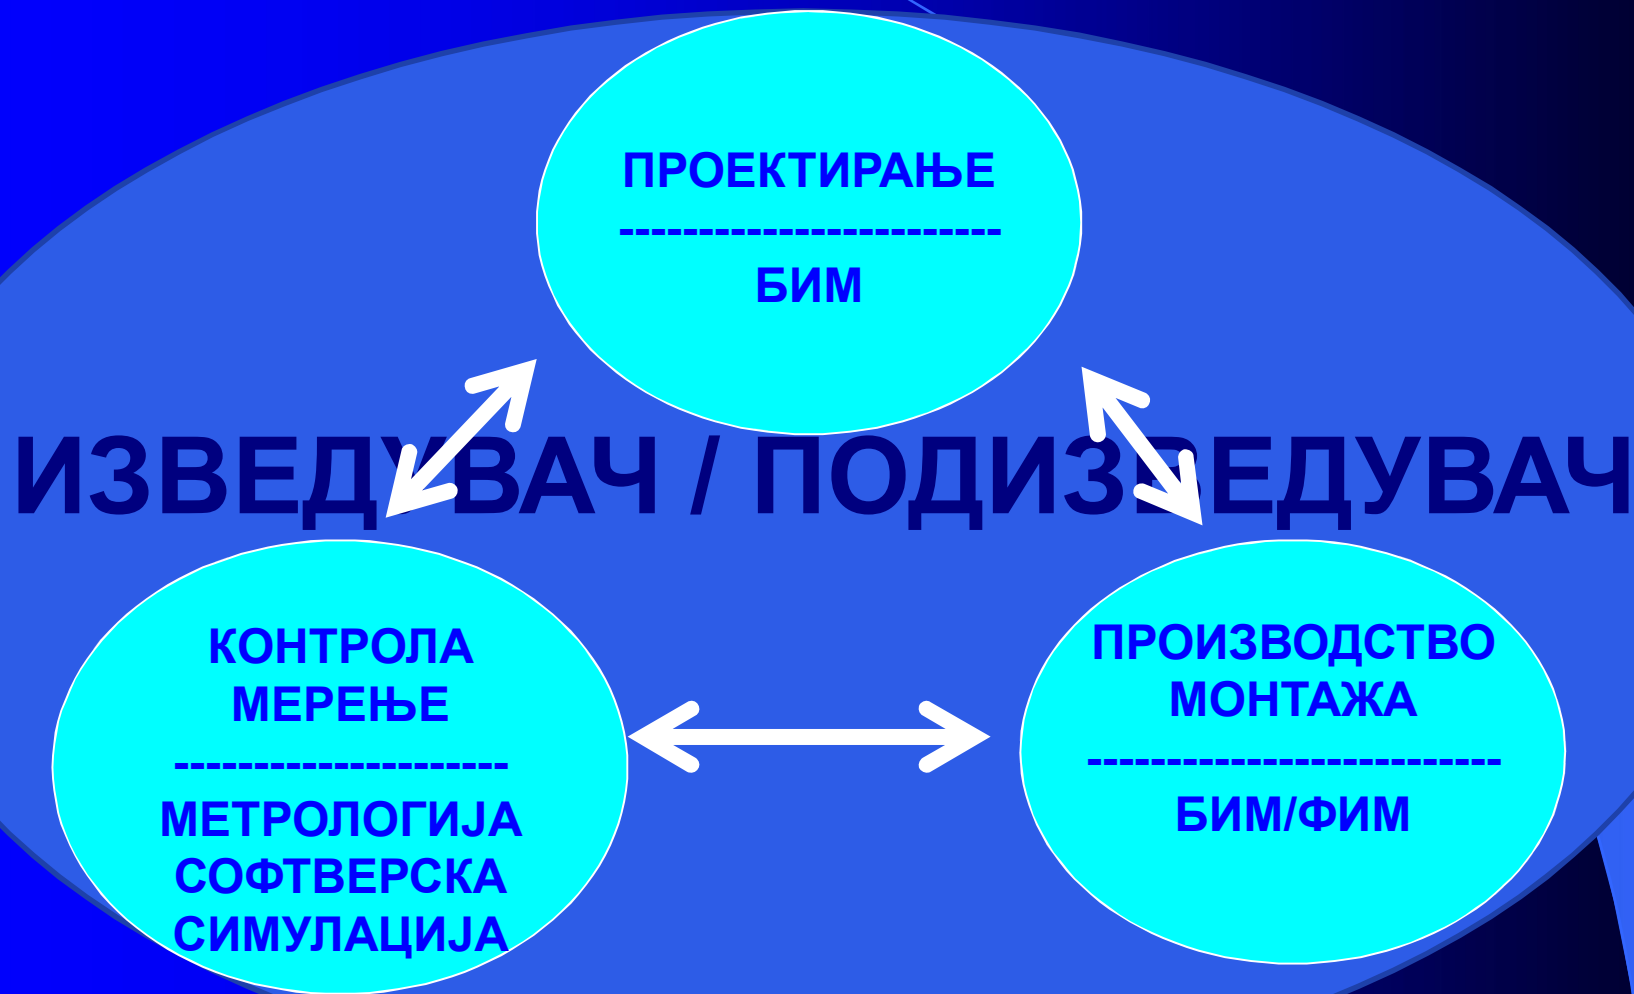 ПРОЕКТИРАЊЕ
------------------------
БИМ
ИЗВЕДУВАЧ / ПОДИЗВЕДУВАЧ
КОНТРОЛА
МЕРЕЊЕ
---------------------
МЕТРОЛОГИЈА
СОФТВЕРСКА
СИМУЛАЦИЈА
ПРОИЗВОДСТВО
МОНТАЖА
--------------------------
БИМ/ФИМ